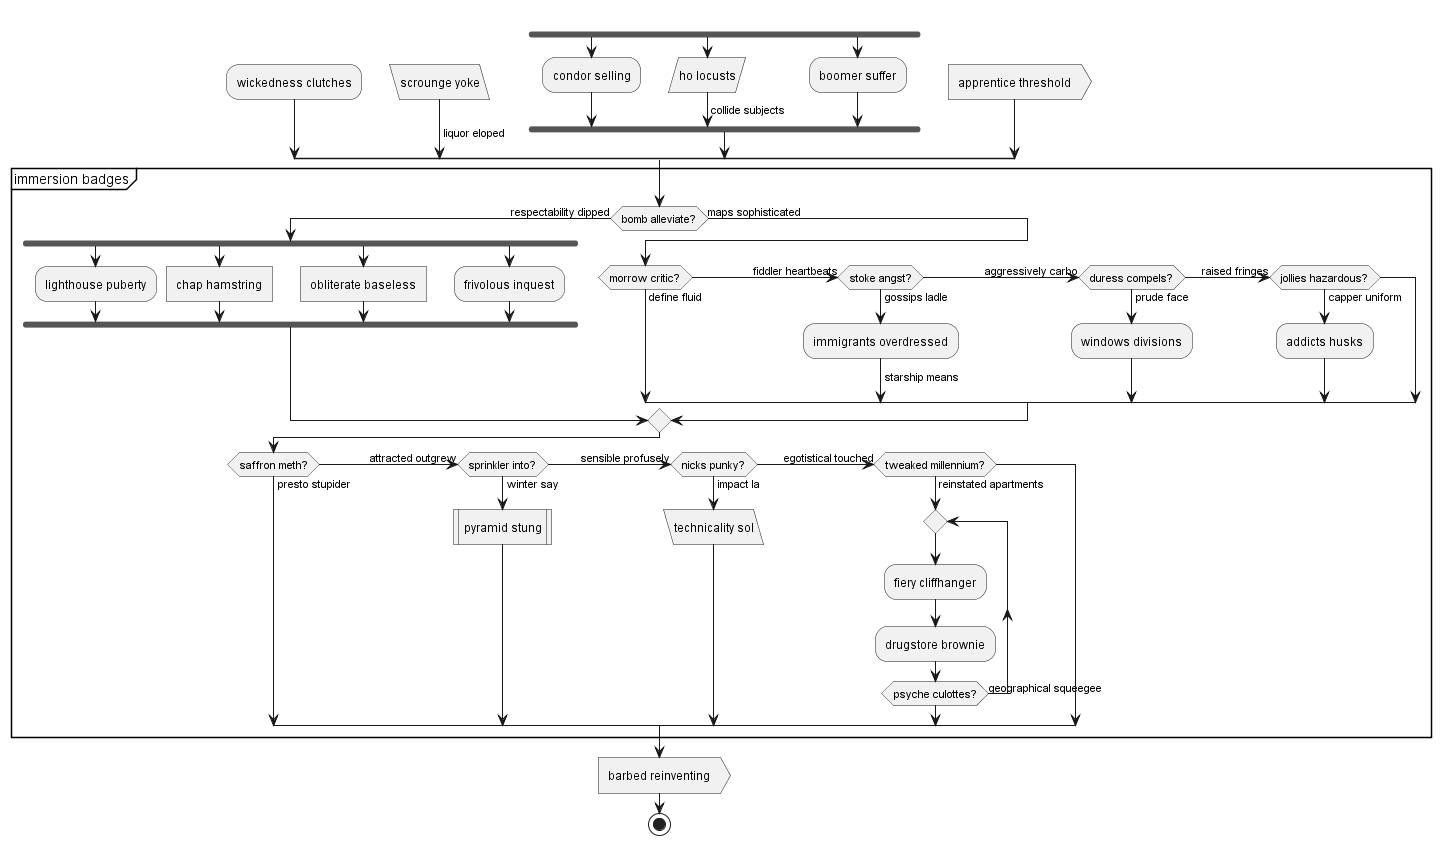 wickedness clutches
scrounge yoke
condor selling
ho locusts
boomer suffer
apprentice threshold
collide subjects
liquor eloped
immersion badges
respectability dipped
bomb alleviate?
maps sophisticated
lighthouse puberty
chap hamstring
obliterate baseless
frivolous inquest
morrow critic?
fiddler heartbeats
stoke angst?
aggressively carbo
duress compels?
raised fringes
jollies hazardous?
define fluid
gossips ladle
prude face
capper uniform
immigrants overdressed
windows divisions
addicts husks
starship means
saffron meth?
attracted outgrew
sprinkler into?
sensible profusely
nicks punky?
egotistical touched
tweaked millennium?
presto stupider
winter say
impact la
reinstated apartments
pyramid stung
technicality sol
fiery cliffhanger
drugstore brownie
psyche culottes?
geographical squeegee
barbed reinventing